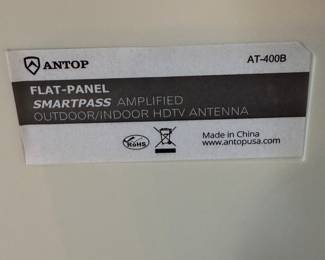 ANTOP
AT-400B
FLAT-PANEL
SMARTPASS AMPLIFIED
OUTDOOR/INDOOR HDTV ANTENNA
RoHS
Made in China
www.antopusa.com